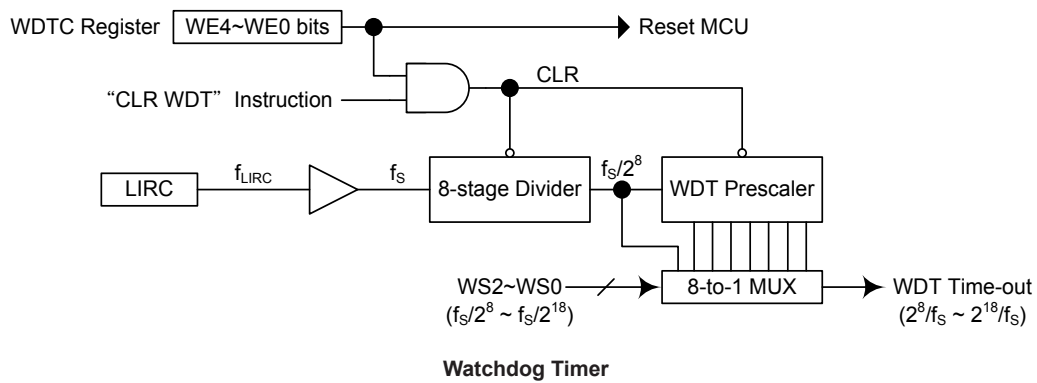 WDTC Register WE4~WE0 bits Reset MCU
CLR
“CLR WDT” Instruction
LIRC fLIRC fS 8-stage Divider fS/2^8 WDT Prescaler
WS2~WS0 8-to-1 MUX WDT Time-out
(fS/2^8 ~ fS/2^18) (2^8/fS ~ 2^18/fS)
Watchdog Timer